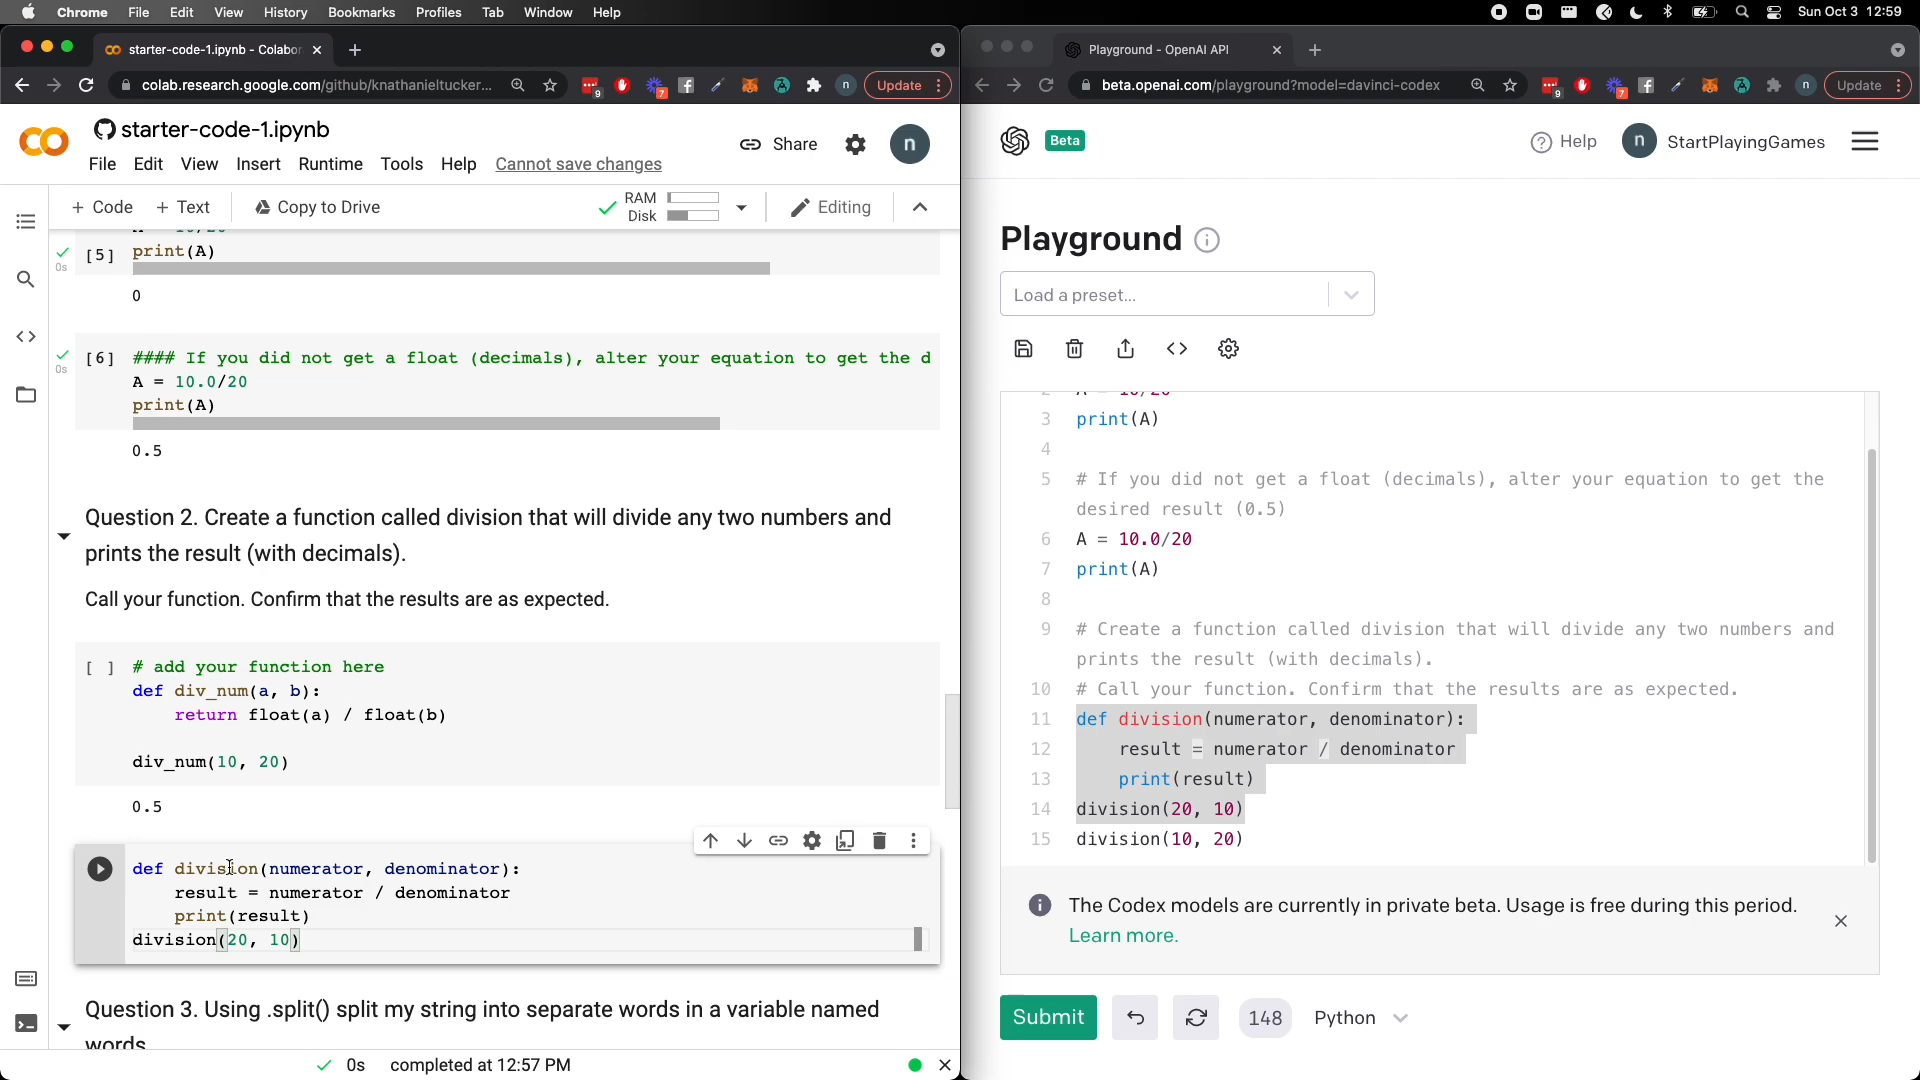 Chrome File Edit View History Bookmarks Profiles Tab Window Help
Sun Oct 3 12:59
starter-code-1.ipynb - Colabor
colab.research.google.com/github/knathanieltucker...
9
7
n
Update
starter-code-1.ipynb
File Edit View Insert Runtime Tools Help Cannot save changes
Share
n
+ Code + Text
Copy to Drive
RAM
Disk
Editing
[5] print(A)
0s
0
[6] #### If you did not get a float (decimals), alter your equation to get the d
0s
A = 10.0/20
print(A)
0.5
Question 2. Create a function called division that will divide any two numbers and
prints the result (with decimals).
Call your function. Confirm that the results are as expected.
[ ] # add your function here
def div_num(a, b):
return float(a) / float(b)
div_num(10, 20)
0.5
def division(numerator, denominator):
result = numerator / denominator
print(result)
division(20, 10)
Question 3. Using .split() split my string into separate words in a variable named
words
0s completed at 12:57 PM
Playground - OpenAI API
beta.openai.com/playground?model=davinci-codex
9
7
n
Update
Beta
Help
n
StartPlayingGames
Playground
Load a preset...
2 A = 10/20
3 print(A)
4
5 # If you did not get a float (decimals), alter your equation to get the
desired result (0.5)
6 A = 10.0/20
7 print(A)
8
9 # Create a function called division that will divide any two numbers and
prints the result (with decimals).
10 # Call your function. Confirm that the results are as expected.
11 def division(numerator, denominator):
12 result = numerator / denominator
13 print(result)
14 division(20, 10)
15 division(10, 20)
The Codex models are currently in private beta. Usage is free during this period.
Learn more.
Submit
148
Python